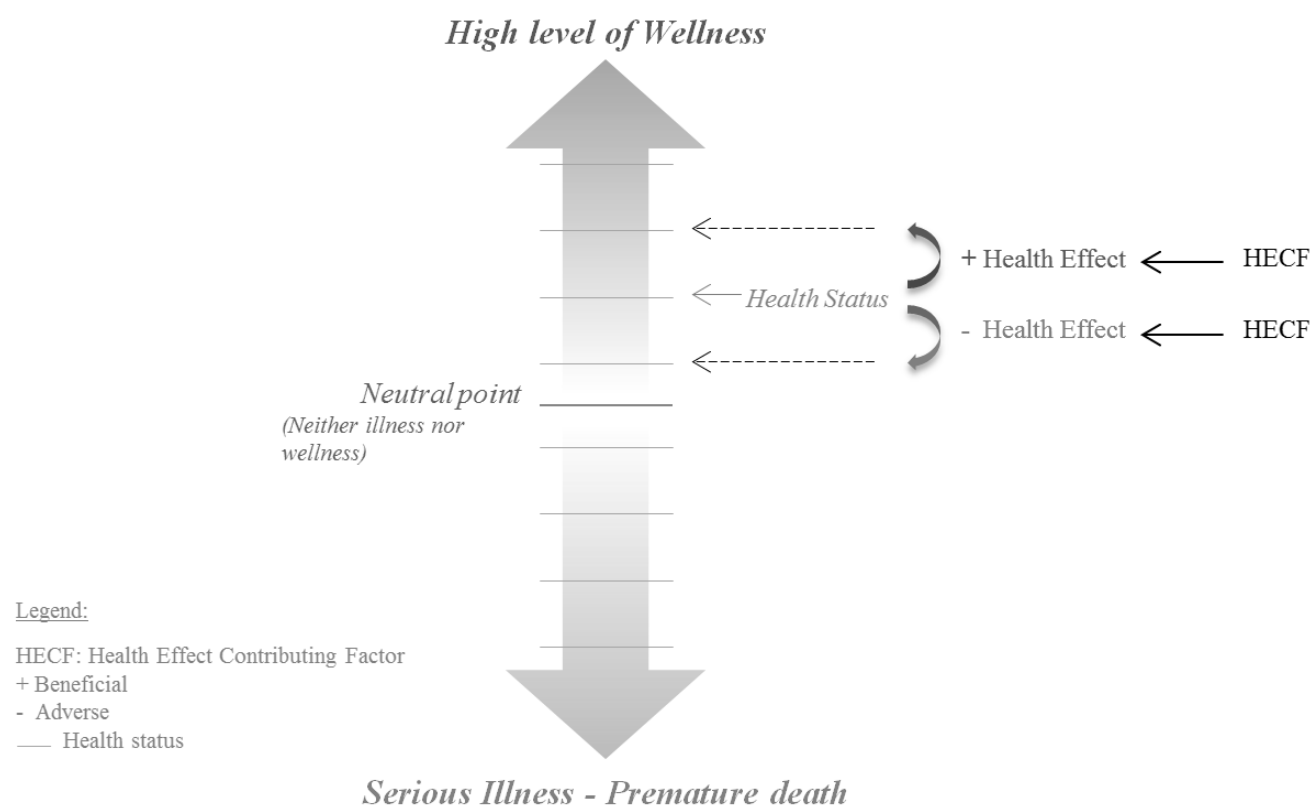 High level of Wellness
+ Health Effect
HECF
Health Status
- Health Effect
HECF
Neutral point
(Neither illness nor
wellness)
Legend:
HECF: Health Effect Contributing Factor
+ Beneficial
- Adverse
Health status
Serious Illness - Premature death